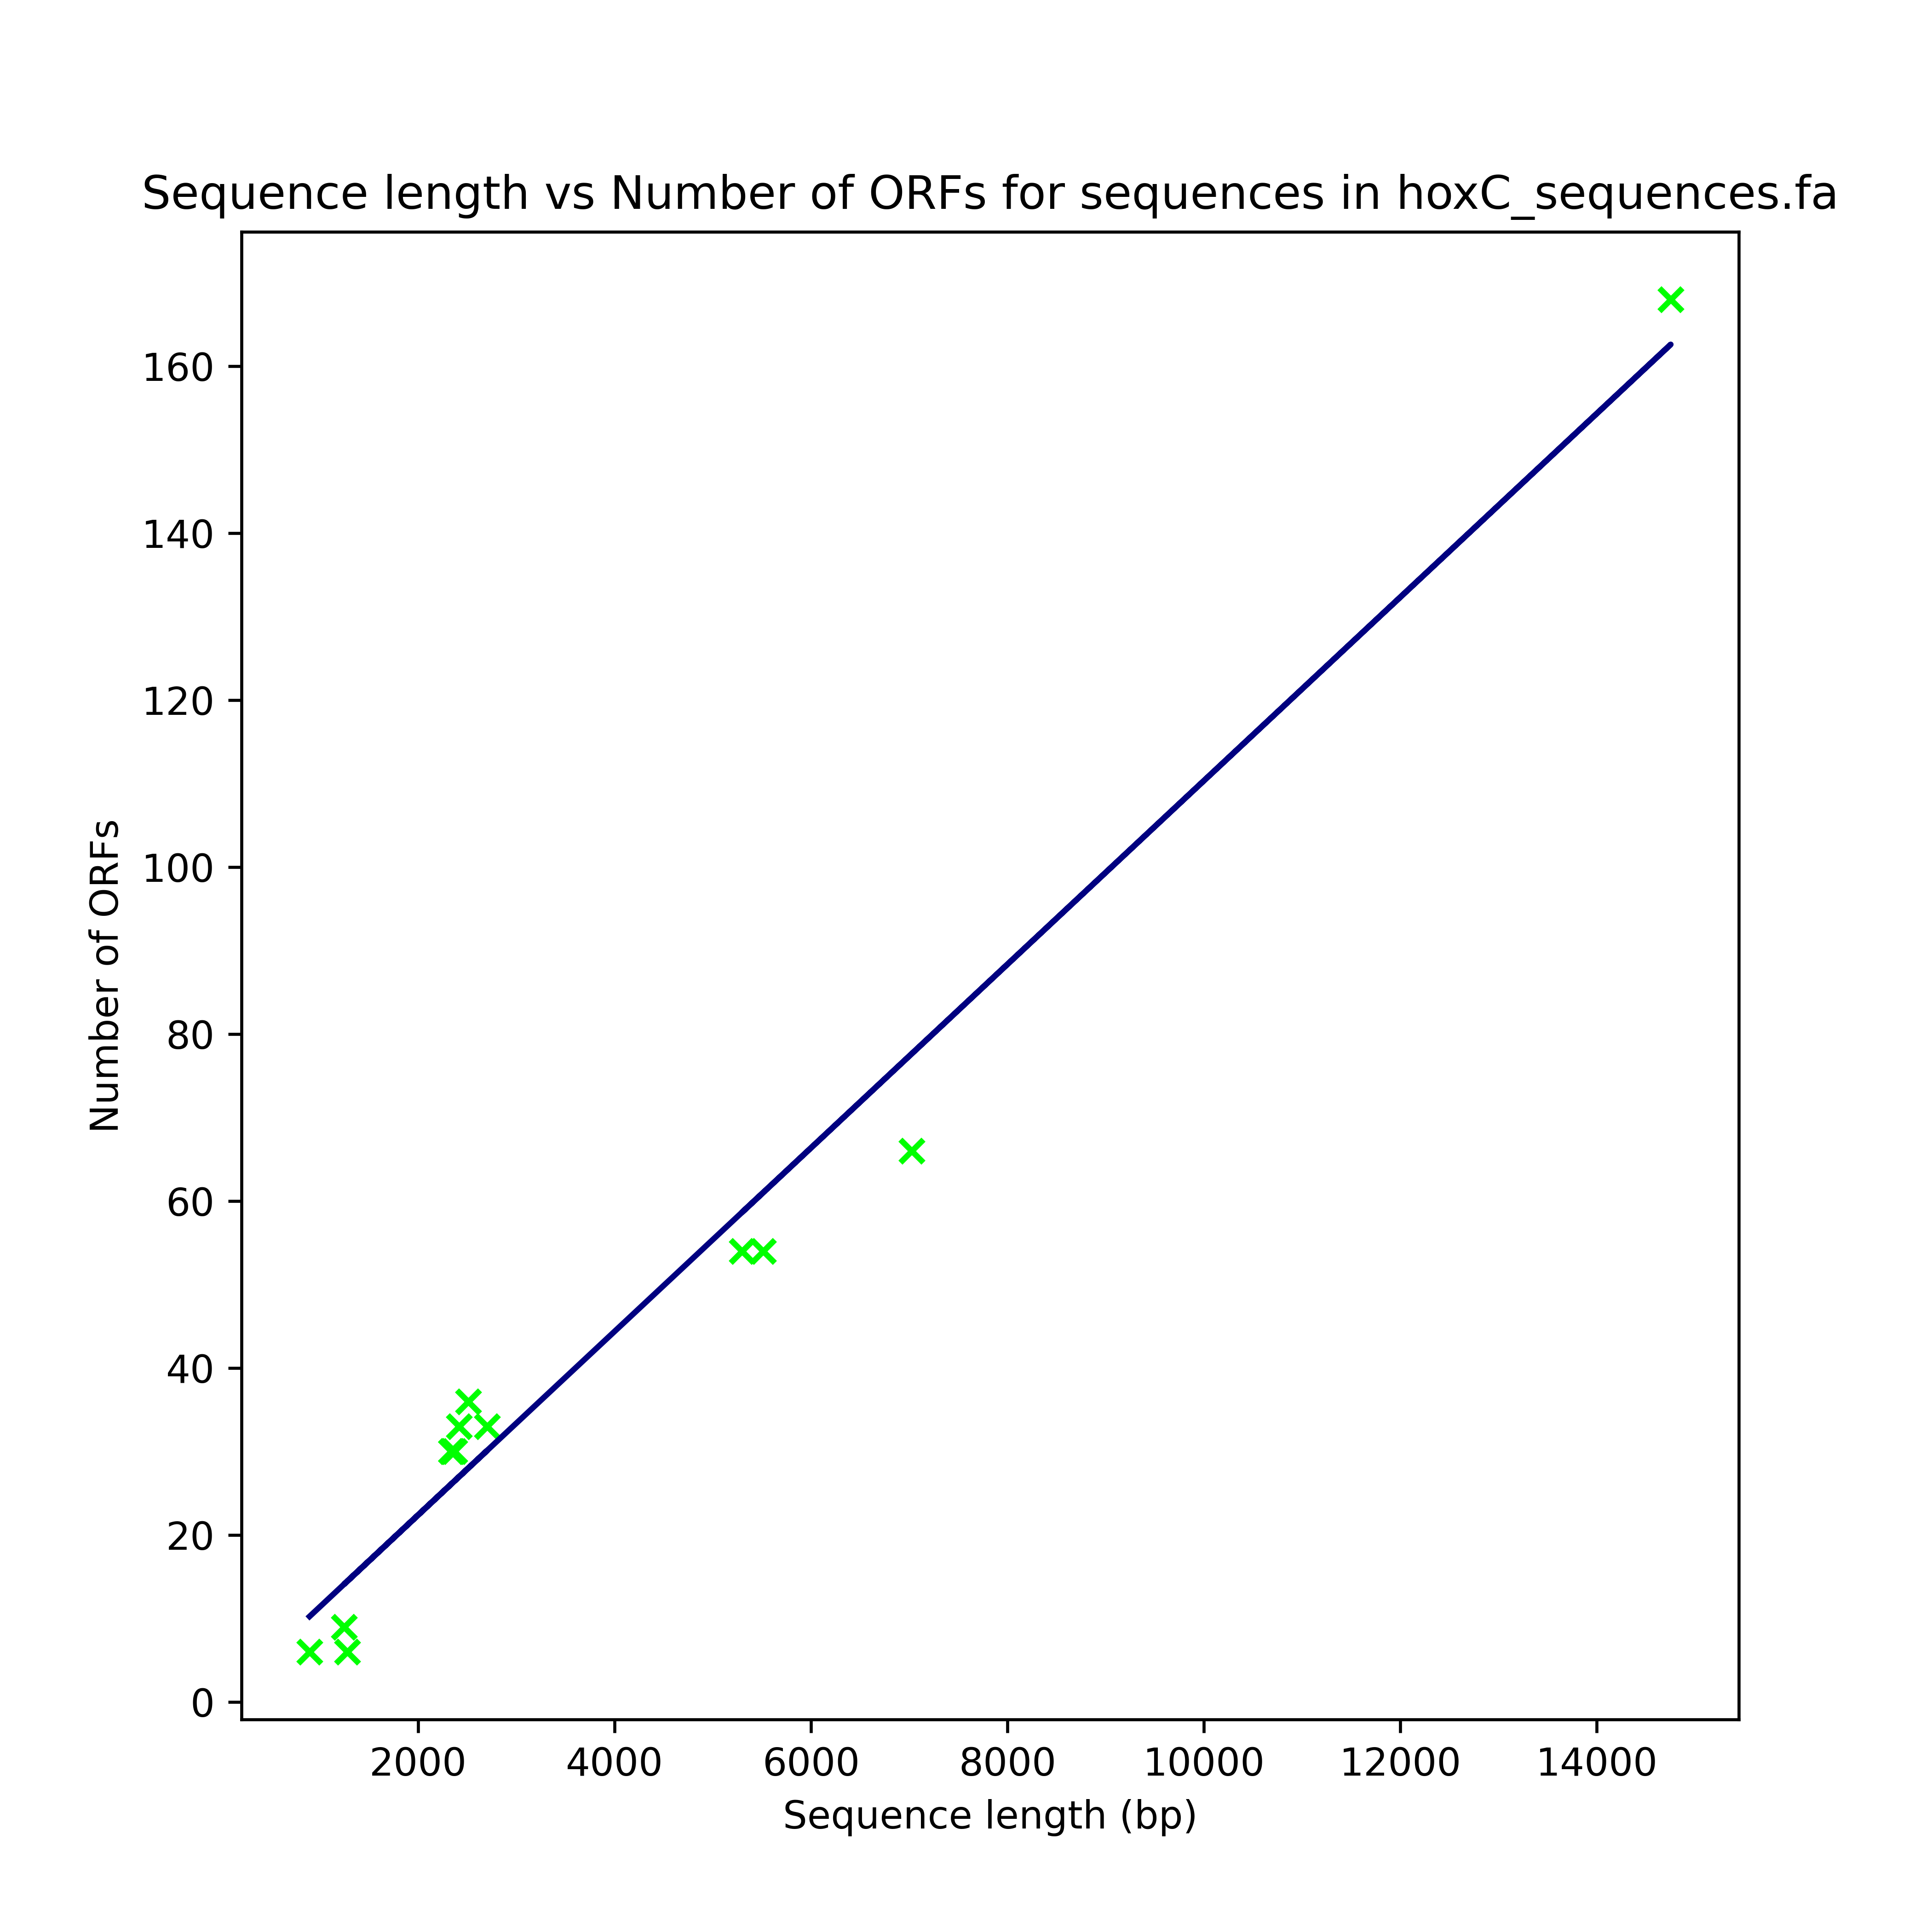 Sequence length vs Number of ORFs for sequences in hoxC_sequences.fa
160
140
120
100
80
60
40
20
0
Number of ORFs
2000 4000 6000 8000 10000 12000 14000
Sequence length (bp)